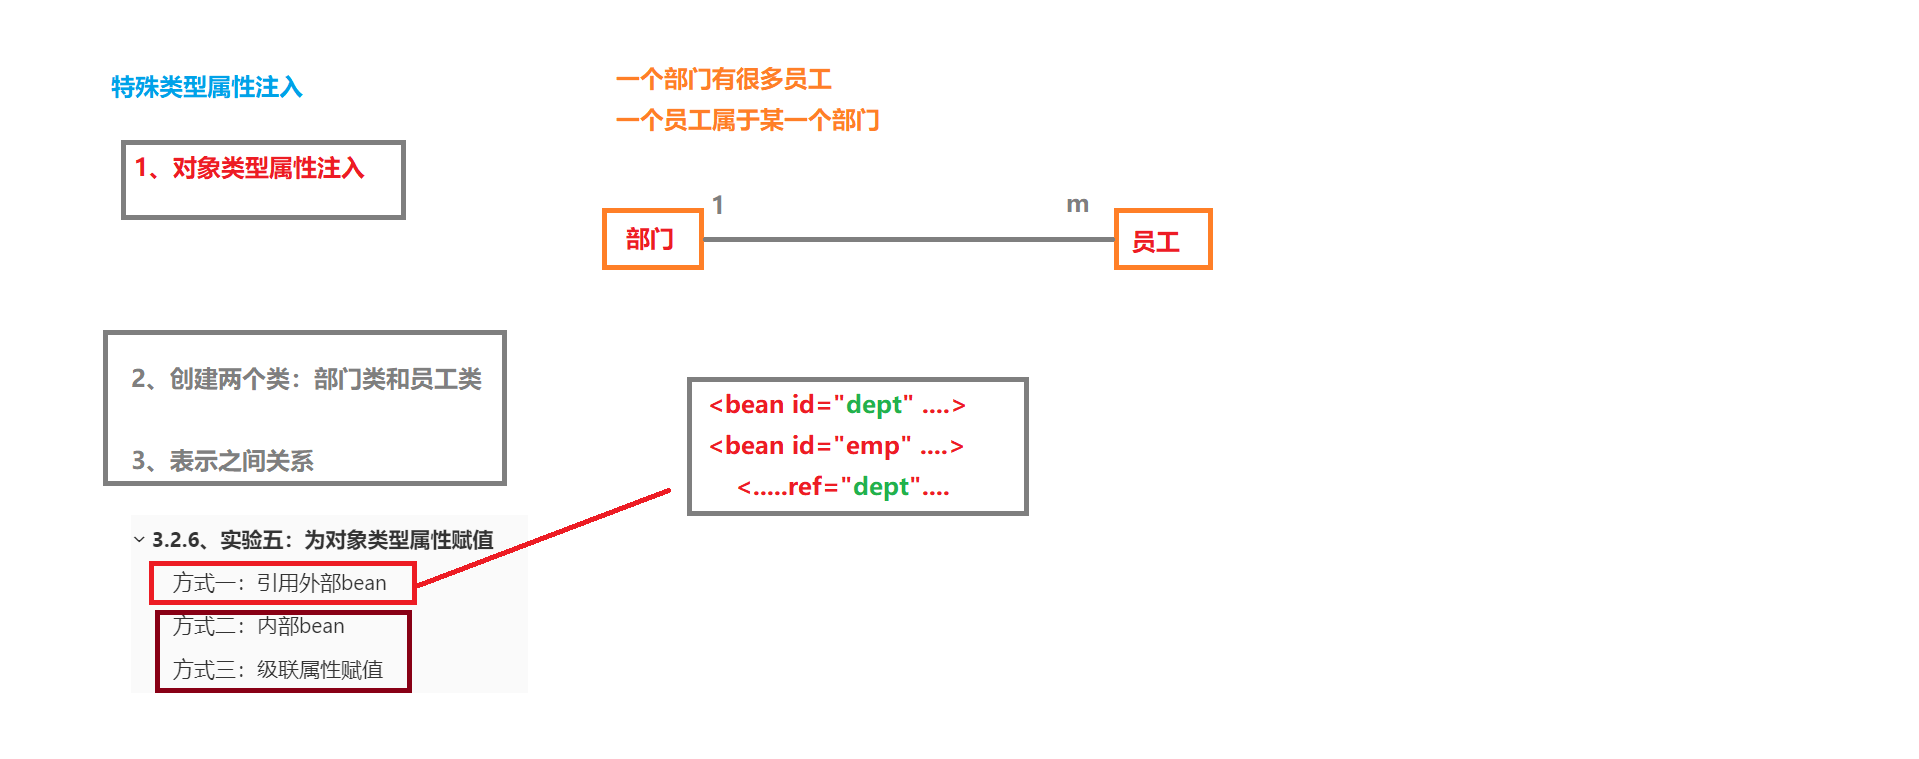 特殊类型属性注入
1、对象类型属性注入
一个部门有很多员工
一个员工属于某一个部门
部门
1
m
员工
2、创建两个类：部门类和员工类
3、表示之间关系
<bean id="dept" ....>
<bean id="emp" ....>
<.....ref="dept"....
3.2.6、实验五：为对象类型属性赋值
方式一：引用外部bean
方式二：内部bean
方式三：级联属性赋值